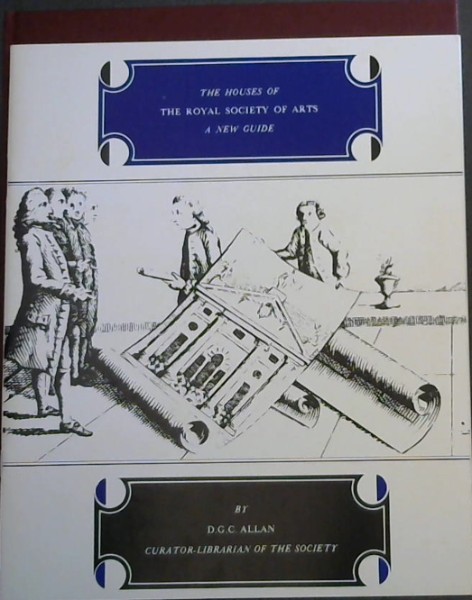 THE HOUSES OF
THE ROYAL SOCIETY OF ARTS
A NEW GUIDE
BY
D.G.C. ALLAN
CURATOR-LIBRARIAN OF THE SOCIETY